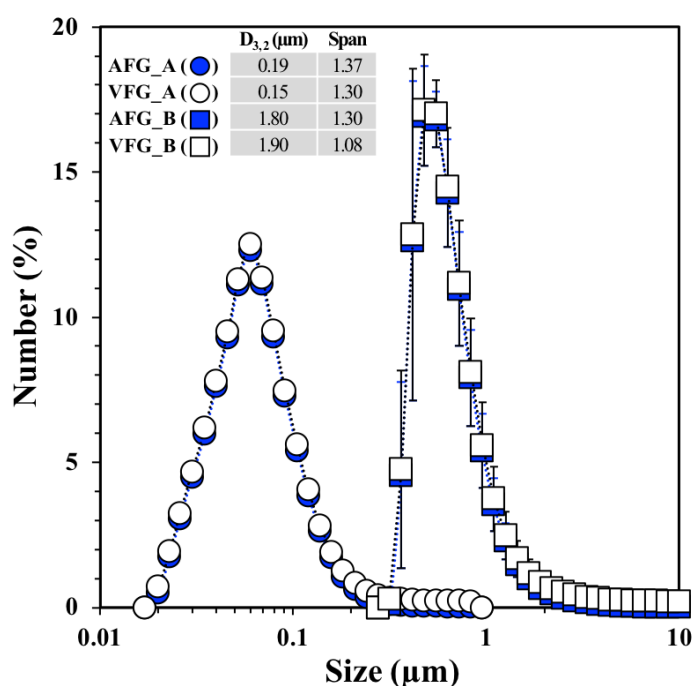 20
15
10
5
0
Number (%)
D3,2 (μm) Span
AFG_A ( ) 0.19 1.37
VFG_A ( ) 0.15 1.30
AFG_B ( ) 1.80 1.30
VFG_B ( ) 1.90 1.08
0.01 0.1 1 10
Size (μm)